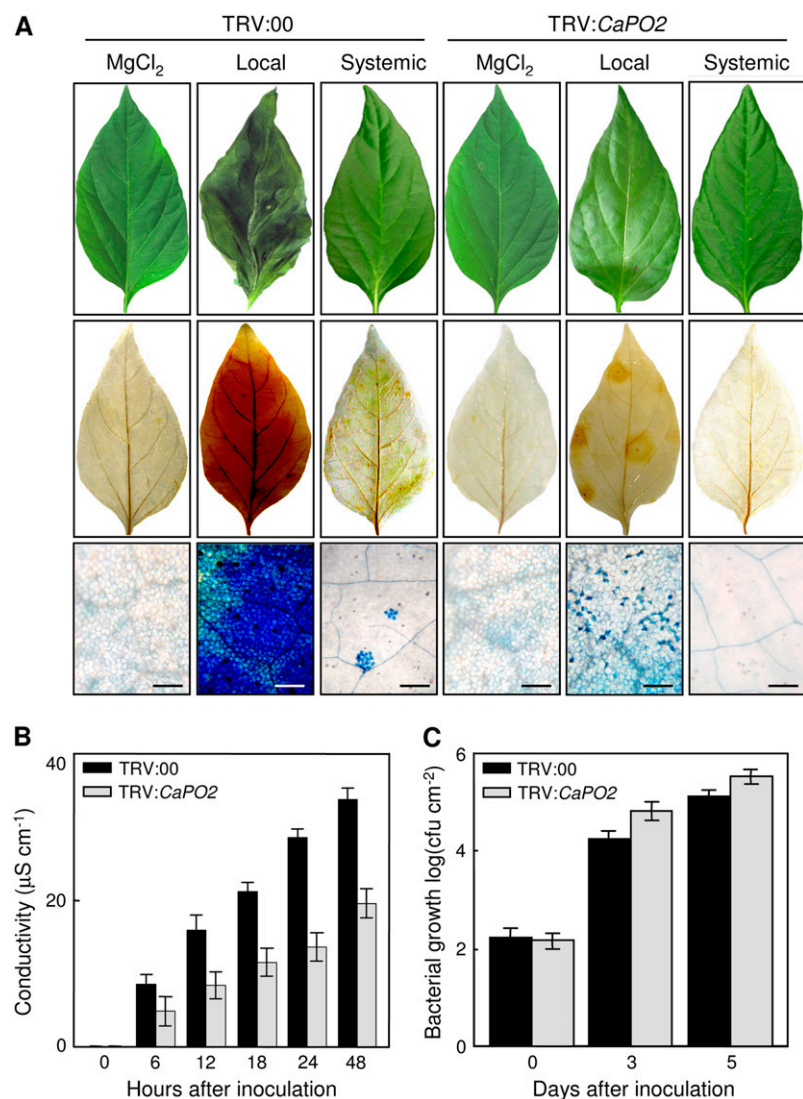 A
TRV:00 TRV:CaPO2
MgCl₂ Local Systemic MgCl₂ Local Systemic
B
40
20
0
Conductivity (µS cm⁻¹)
TRV:00
TRV:CaPO2
0 6 12 18 24 48
Hours after inoculation
C
6
4
2
0
Bacterial growth log(cfu cm⁻²)
TRV:00
TRV:CaPO2
0 3 5
Days after inoculation